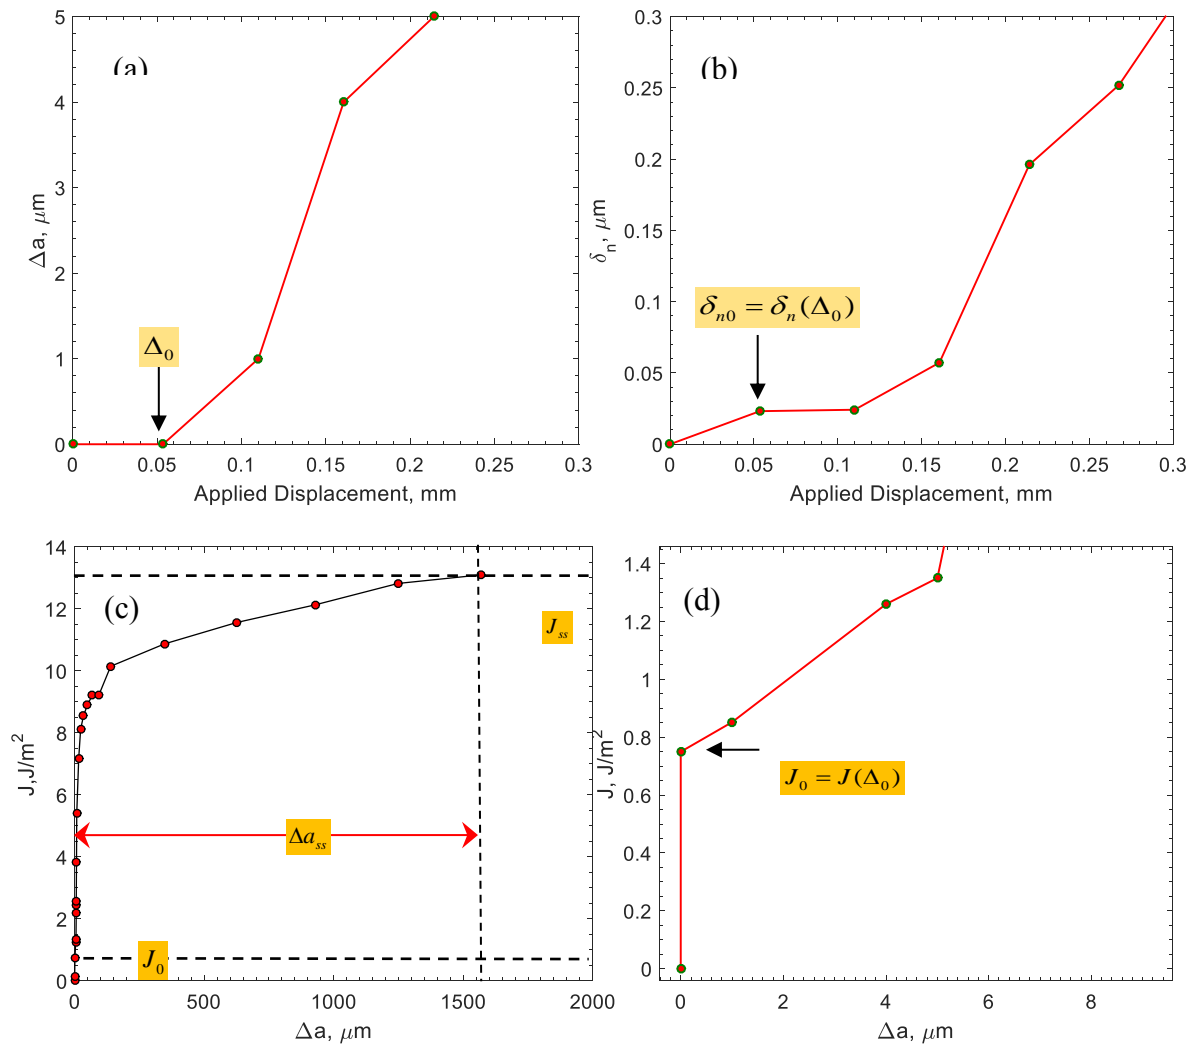 (a)
5
4
3
2
1
0
Δa, μm
Δ₀
0 0.05 0.1 0.15 0.2 0.25 0.3
Applied Displacement, mm
(b)
0.3
0.25
0.2
0.15
0.1
0.05
0
δn, μm
δn0 = δn(Δ0)
0 0.05 0.1 0.15 0.2 0.25 0.3
Applied Displacement, mm
(c)
14
12
10
8
6
4
2
0
J,J/m²
Jss
Δass
J0
0 500 1000 1500 2000
Δa, μm
(d)
1.4
1.2
1
0.8
0.6
0.4
0.2
0
J, J/m²
J0 = J(Δ0)
0 2 4 6 8
Δa, μm